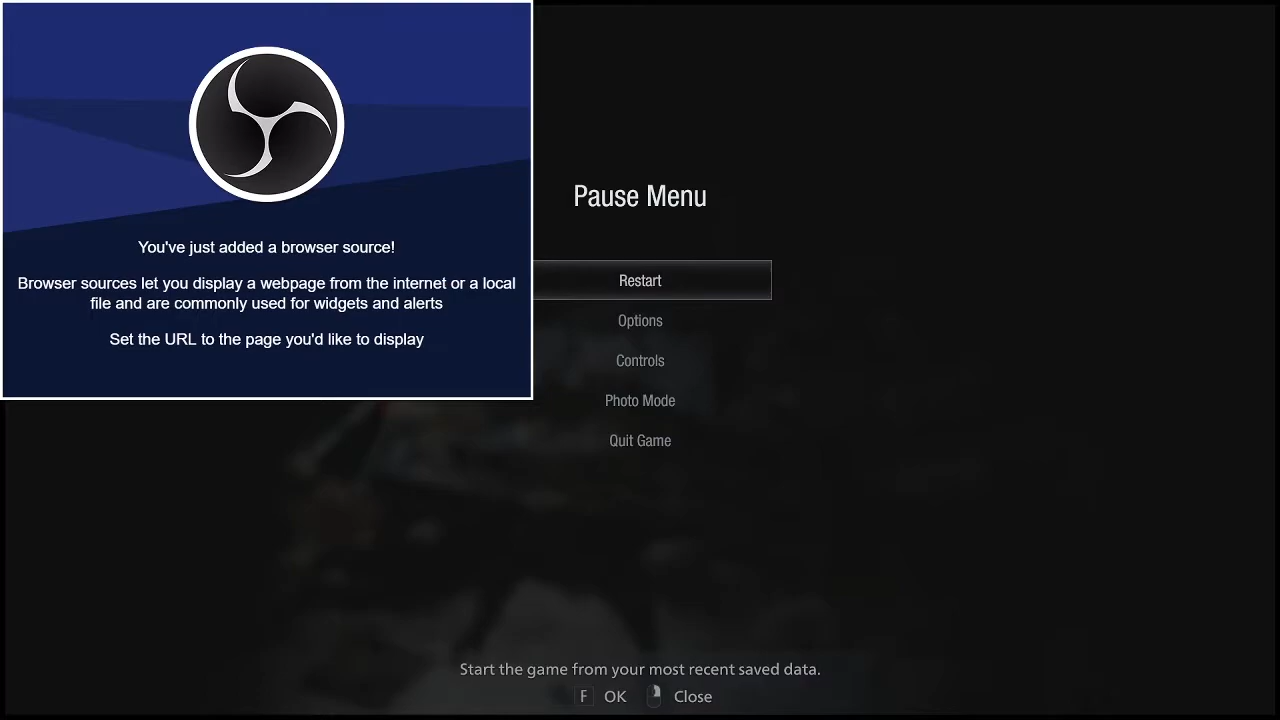 You've just added a browser source!
Browser sources let you display a webpage from the internet or a local
file and are commonly used for widgets and alerts
Set the URL to the page you'd like to display
Pause Menu
Restart
Options
Controls
Photo Mode
Quit Game
Start the game from your most recent saved data.
F OK Close